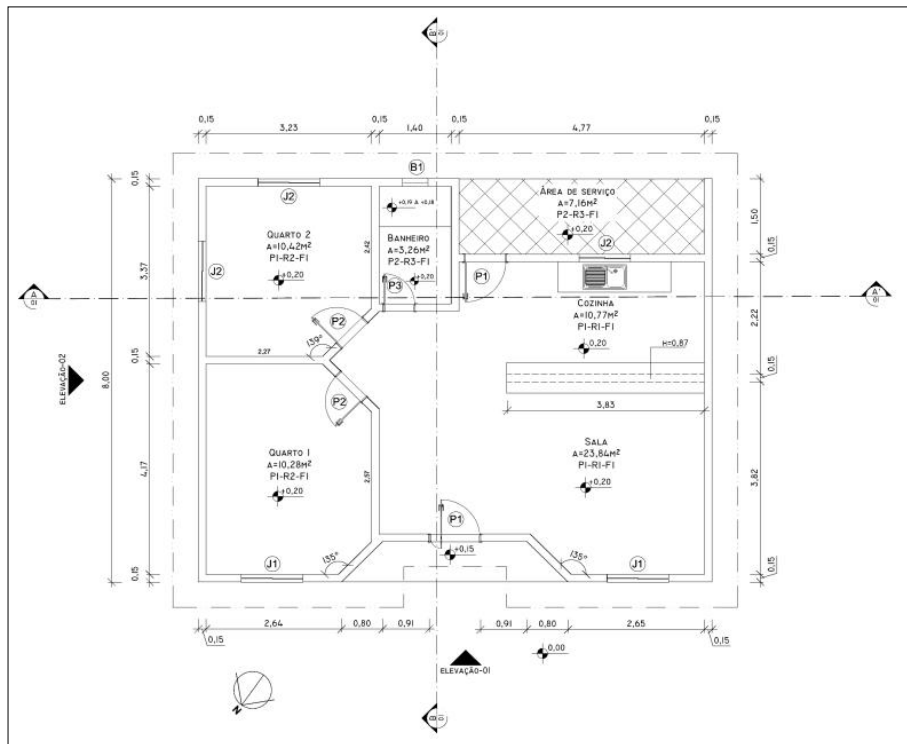 B'
01
0,15
3,23
0,15
1,40
0,15
4,77
0,15
B1
J2
+0,19 A +0,18
ÁREA DE SERVIÇO
A=7,16M²
P2-R3-F1
+0,20
J2
0,15
1,50
0,15
QUARTO 2
A=10,42M²
P1-R2-F1
+0,20
2,42
BANHEIRO
A=3,26M²
P2-R3-F1
+0,20
P3
P1
J2
3,37
A
01
A'
01
COZINHA
A=10,77M²
P1-R1-F1
0,20
2,22
P2
139°
2,27
H=0,87
0,15
0,15
ELEVAÇÃO-02
8,00
P2
3,83
QUARTO 1
A=10,28M²
P1-R2-F1
+0,20
2,57
SALA
A=23,84M²
P1-R1-F1
+0,20
4,17
3,82
P1
+0,15
135°
135°
J1
J1
0,15
0,15
2,64
0,80
0,91
0,91
0,80
2,65
0,15
0,15
0,00
ELEVAÇÃO-01
N
B
01